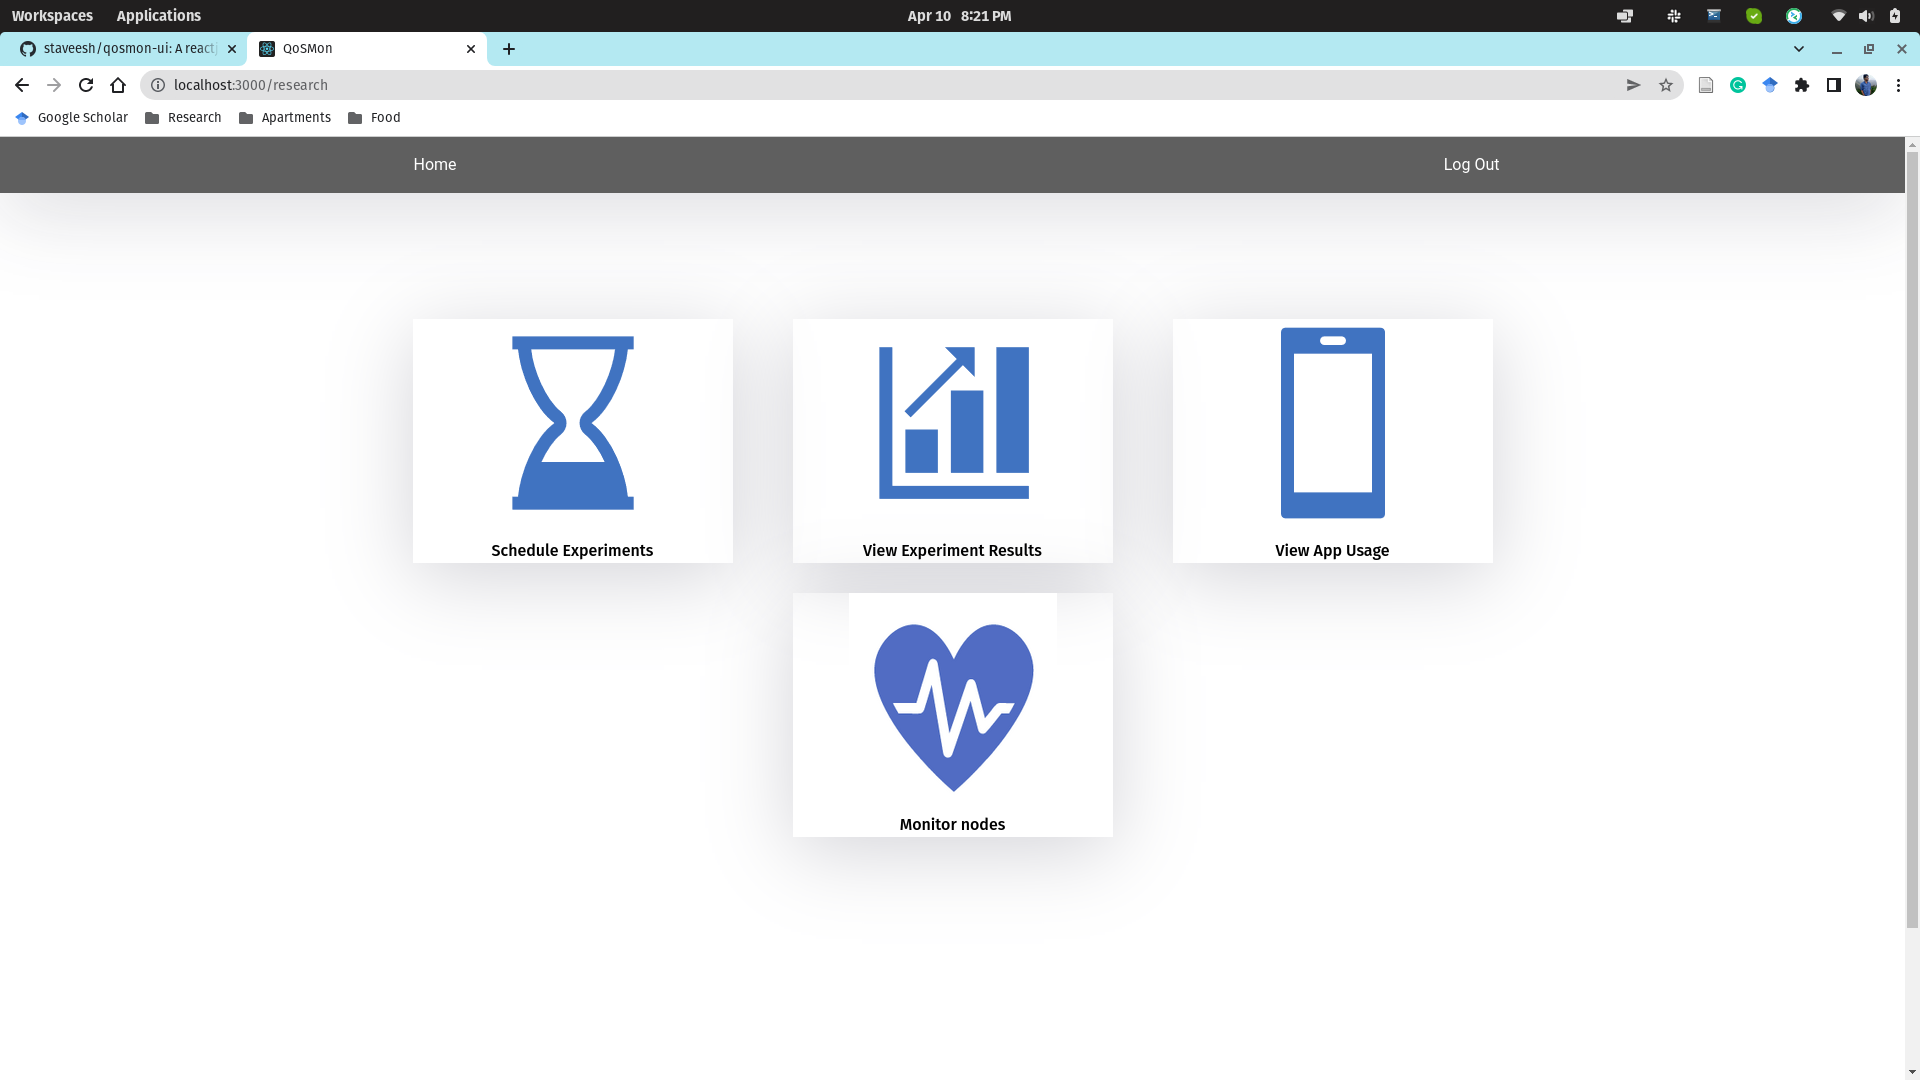 Workspaces Applications Apr 10 8:21 PM
staveesh/qosmon-ui: A react QoSMon
localhost:3000/research
Google Scholar Research Apartments Food
Home Log Out
Schedule Experiments View Experiment Results View App Usage
Monitor nodes